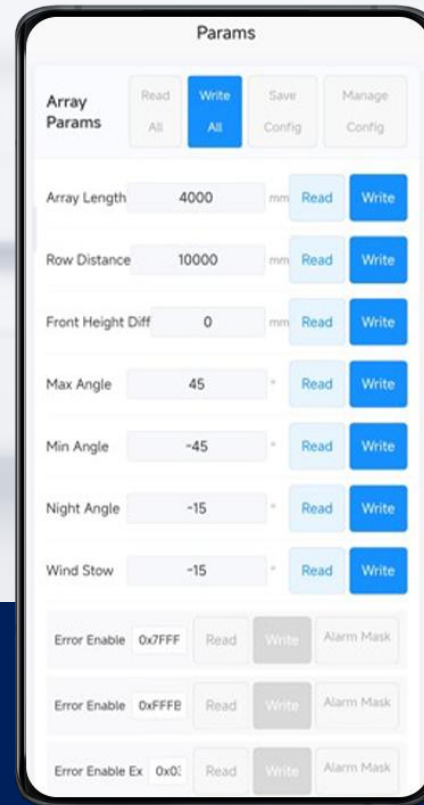 Params
Array Params
Read All
Write All
Save Config
Manage Config
Array Length 4000 mm Read Write
Row Distance 10000 mm Read Write
Front Height Diff 0 mm Read Write
Max Angle 45 ° Read Write
Min Angle -45 ° Read Write
Night Angle -15 ° Read Write
Wind Stow -15 ° Read Write
Error Enable 0x7FFF Read Write Alarm Mask
Error Enable 0xFFFB Read Write Alarm Mask
Error Enable Ex Read Write Alarm Mask